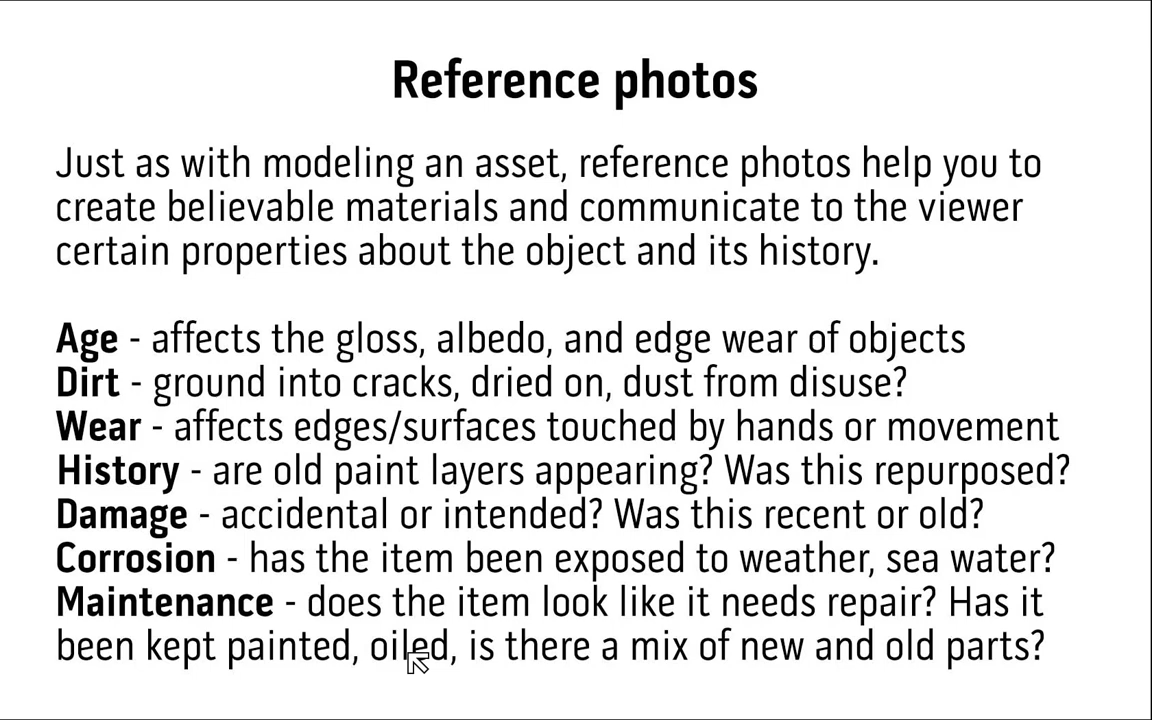 Reference photos
Just as with modeling an asset, reference photos help you to
create believable materials and communicate to the viewer
certain properties about the object and its history.
Age - affects the gloss, albedo, and edge wear of objects
Dirt - ground into cracks, dried on, dust from disuse?
Wear - affects edges/surfaces touched by hands or movement
History - are old paint layers appearing? Was this repurposed?
Damage - accidental or intended? Was this recent or old?
Corrosion - has the item been exposed to weather, sea water?
Maintenance - does the item look like it needs repair? Has it
been kept painted, oiled, is there a mix of new and old parts?